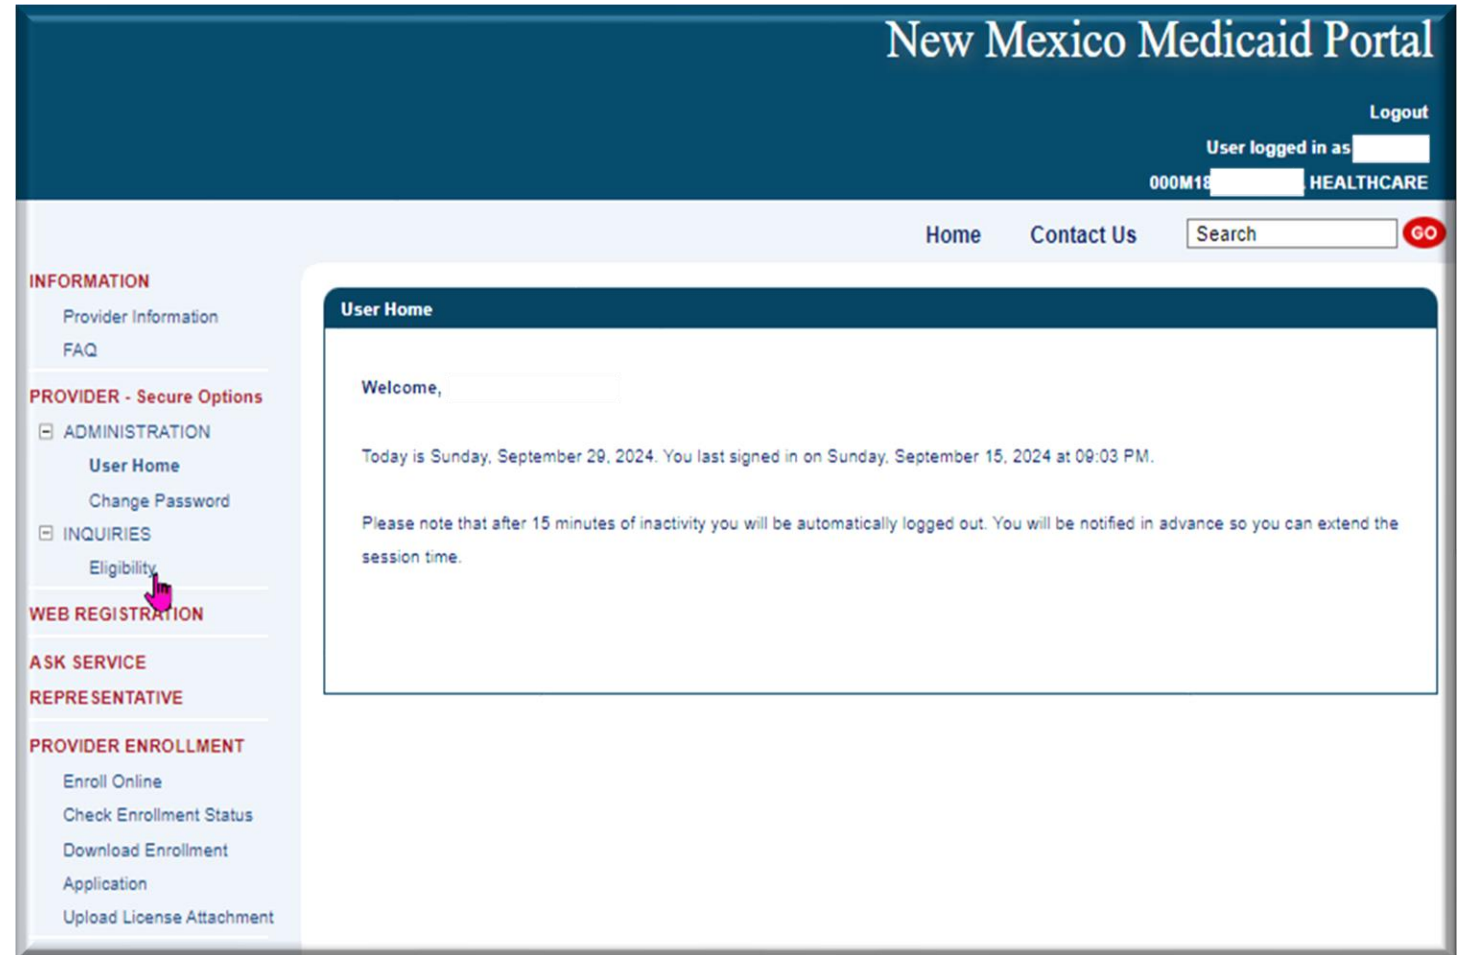 New Mexico Medicaid Portal
Logout
User logged in as
000M18 HEALTHCARE
Home Contact Us Search GO
INFORMATION
Provider Information
FAQ
PROVIDER - Secure Options
ADMINISTRATION
User Home
Change Password
INQUIRIES
Eligibility
WEB REGISTRATION
ASK SERVICE
REPRESENTATIVE
PROVIDER ENROLLMENT
Enroll Online
Check Enrollment Status
Download Enrollment
Application
Upload License Attachment
User Home
Welcome,
Today is Sunday, September 29, 2024. You last signed in on Sunday, September 15, 2024 at 09:03 PM.
Please note that after 15 minutes of inactivity you will be automatically logged out. You will be notified in advance so you can extend the
session time.